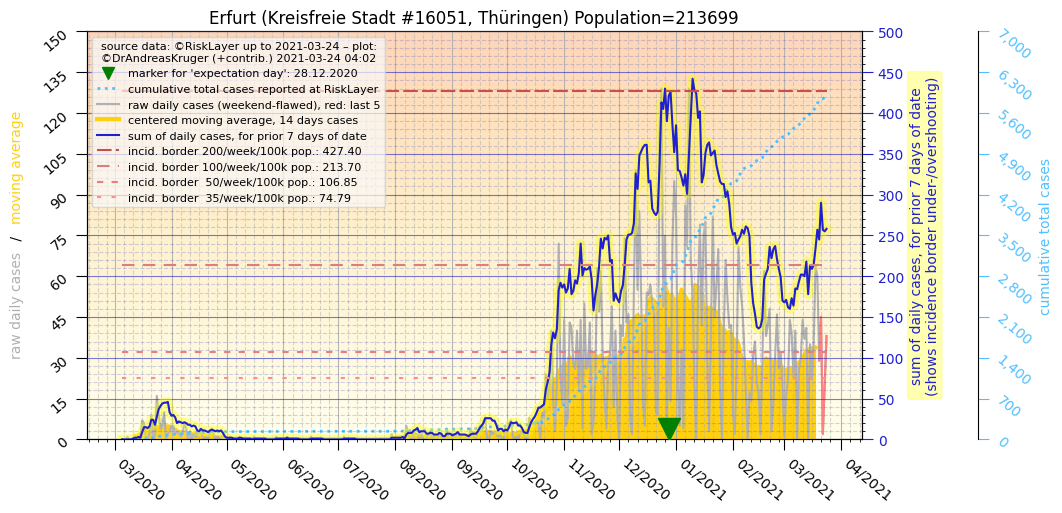 Erfurt (Kreisfreie Stadt #16051, Thüringen) Population=213699
source data: ©RiskLayer up to 2021-03-24 – plot:
©DrAndreasKruger (+contrib.) 2021-03-24 04:02
marker for 'expectation day': 28.12.2020
cumulative total cases reported at RiskLayer
raw daily cases (weekend-flawed), red: last 5
centered moving average, 14 days cases
sum of daily cases, for prior 7 days of date
incid. border 200/week/100k pop.: 427.40
incid. border 100/week/100k pop.: 213.70
incid. border 50/week/100k pop.: 106.85
incid. border 35/week/100k pop.: 74.79
raw daily cases / moving average
150
135
120
105
90
75
60
45
30
15
0
03/2020
04/2020
05/2020
06/2020
07/2020
08/2020
09/2020
10/2020
11/2020
12/2020
01/2021
02/2021
03/2021
04/2021
500
450
400
350
300
250
200
150
100
50
0
sum of daily cases, for prior 7 days of date
(shows incidence border under-/overshooting)
7,000
6,300
5,600
4,900
4,200
3,500
2,800
2,100
1,400
700
0
cumulative total cases